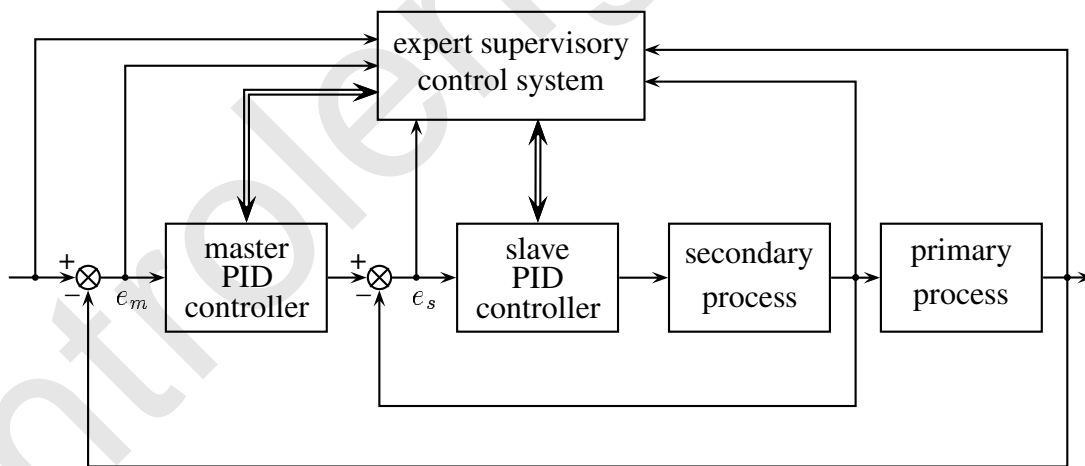 expert supervisory
control system
master
PID
controller
slave
PID
controller
secondary
process
primary
process
+
−
e_m
+
−
e_s